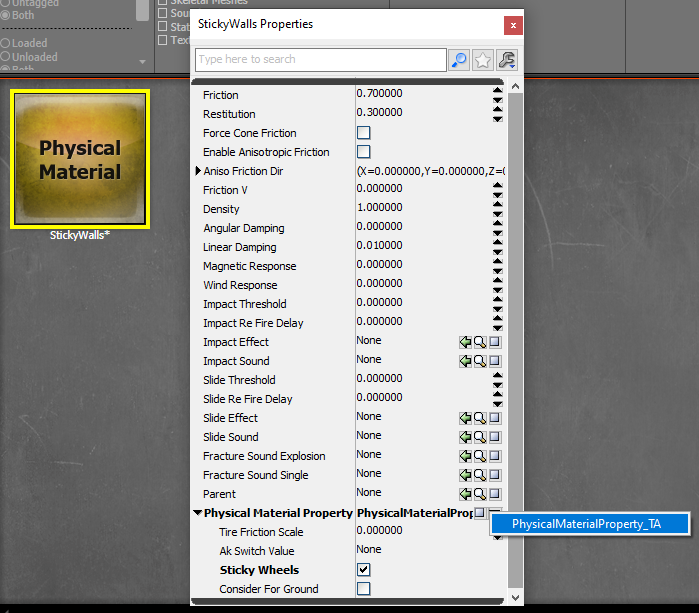 Untagged
Both
Loaded
Unloaded
Both
Skeletal Meshes
StickyWalls Properties
x
Type here to search
Physical
Material
StickyWalls*
Friction 0.700000
Restitution 0.300000
Force Cone Friction
Enable Anisotropic Friction
Aniso Friction Dir (X=0.000000,Y=0.000000,Z=
Friction V 0.000000
Density 1.000000
Angular Damping 0.000000
Linear Damping 0.010000
Magnetic Response 0.000000
Wind Response 0.000000
Impact Threshold 0.000000
Impact Re Fire Delay 0.000000
Impact Effect None
Impact Sound None
Slide Threshold 0.000000
Slide Re Fire Delay 0.000000
Slide Effect None
Slide Sound None
Fracture Sound Explosion None
Fracture Sound Single None
Parent None
Physical Material Property PhysicalMaterialProp
PhysicalMaterialProperty_TA
Tire Friction Scale 0.000000
Ak Switch Value None
Sticky Wheels
Consider For Ground